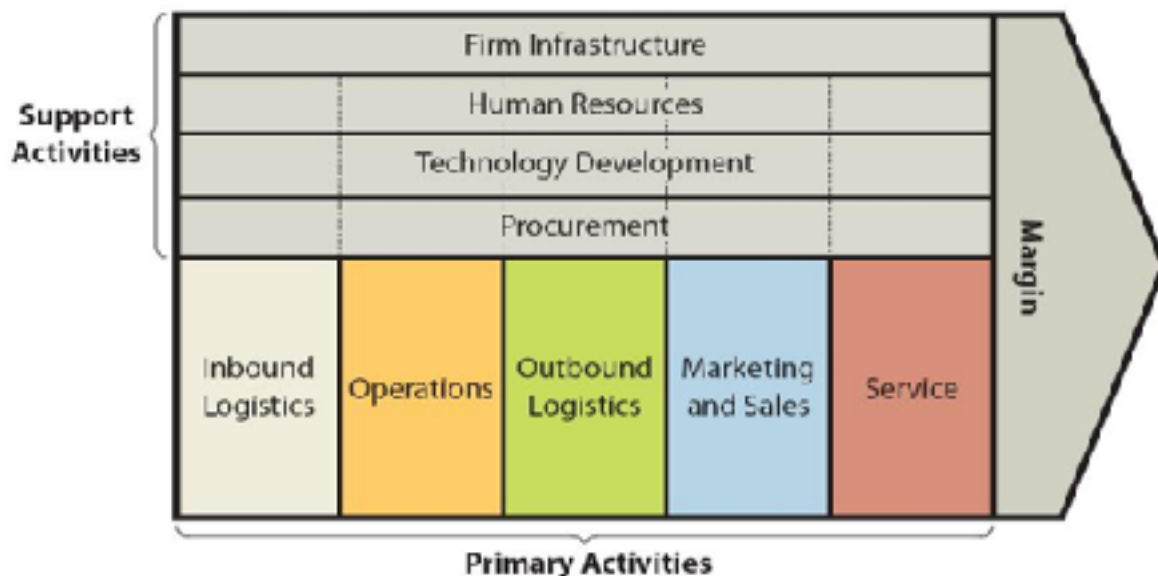 Support
Activities
Firm Infrastructure
Human Resources
Technology Development
Procurement
Inbound
Logistics
Operations
Outbound
Logistics
Marketing
and Sales
Service
Margin
Primary Activities